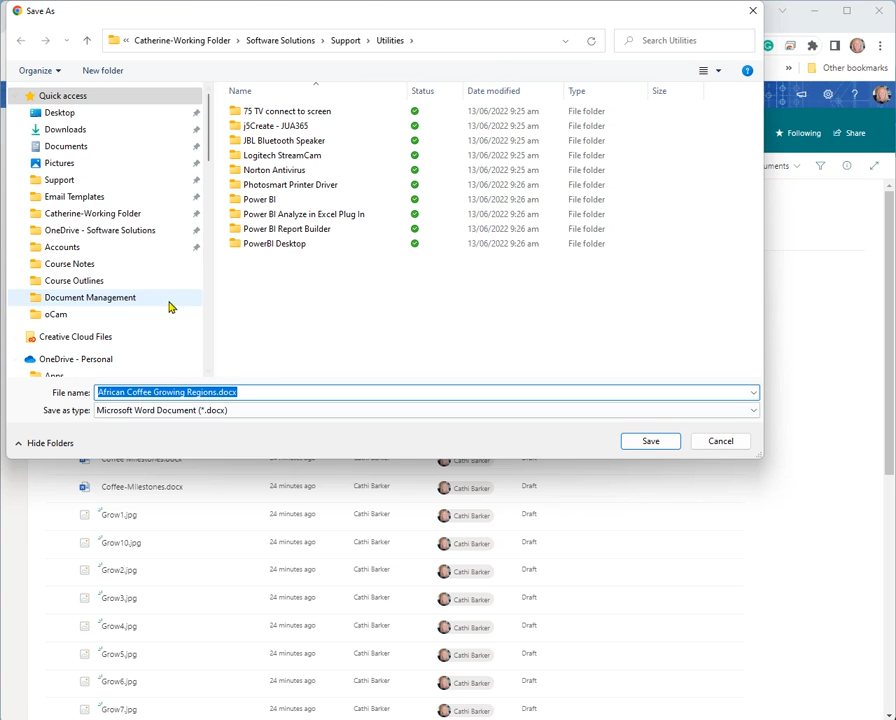 Save As
« Catherine-Working Folder > Software Solutions > Support > Utilities >
Search Utilities
Other bookmarks
Organize
New folder
Following
Share
uments
Name
Status
Date modified
Type
Size
Quick access
Desktop
Downloads
Documents
Pictures
Support
Email Templates
Catherine-Working Folder
OneDrive - Software Solutions
Accounts
Course Notes
Course Outlines
Document Management
oCam
Creative Cloud Files
OneDrive - Personal
Apps
75 TV connect to screen 13/06/2022 9:25 am File folder
j5Create - JUA365 13/06/2022 9:25 am File folder
JBL Bluetooth Speaker 13/06/2022 9:25 am File folder
Logitech StreamCam 13/06/2022 9:25 am File folder
Norton Antivirus 13/06/2022 9:25 am File folder
Photosmart Printer Driver 13/06/2022 9:26 am File folder
Power BI 13/06/2022 9:26 am File folder
Power BI Analyze in Excel Plug In 13/06/2022 9:26 am File folder
Power BI Report Builder 13/06/2022 9:26 am File folder
PowerBI Desktop 13/06/2022 9:26 am File folder
File name: African Coffee Growing Regions.docx
Save as type: Microsoft Word Document (*.docx)
Hide Folders
Save
Cancel
Coffee Milestones.docx 24 minutes ago Cathi Barker Cathi Barker Draft
Coffee-Milestones.docx 24 minutes ago Cathi Barker Cathi Barker Draft
Grow1.jpg 24 minutes ago Cathi Barker Cathi Barker Draft
Grow10.jpg 24 minutes ago Cathi Barker Cathi Barker Draft
Grow2.jpg 24 minutes ago Cathi Barker Cathi Barker Draft
Grow3.jpg 24 minutes ago Cathi Barker Cathi Barker Draft
Grow4.jpg 24 minutes ago Cathi Barker Cathi Barker Draft
Grow5.jpg 24 minutes ago Cathi Barker Cathi Barker Draft
Grow6.jpg 24 minutes ago Cathi Barker Cathi Barker Draft
Grow7.jpg 24 minutes ago Cathi Barker Cathi Barker Draft